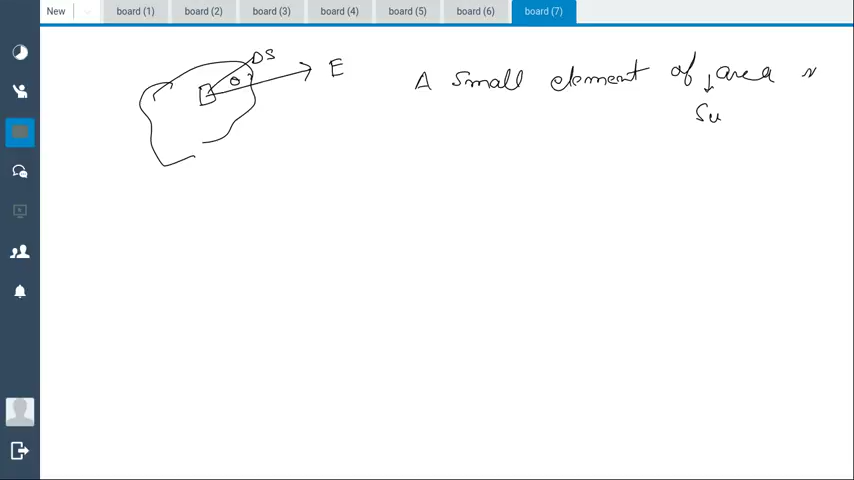 New board (1) board (2) board (3) board (4) board (5) board (6) board (7)
DS
θ E
A small element of area
Su